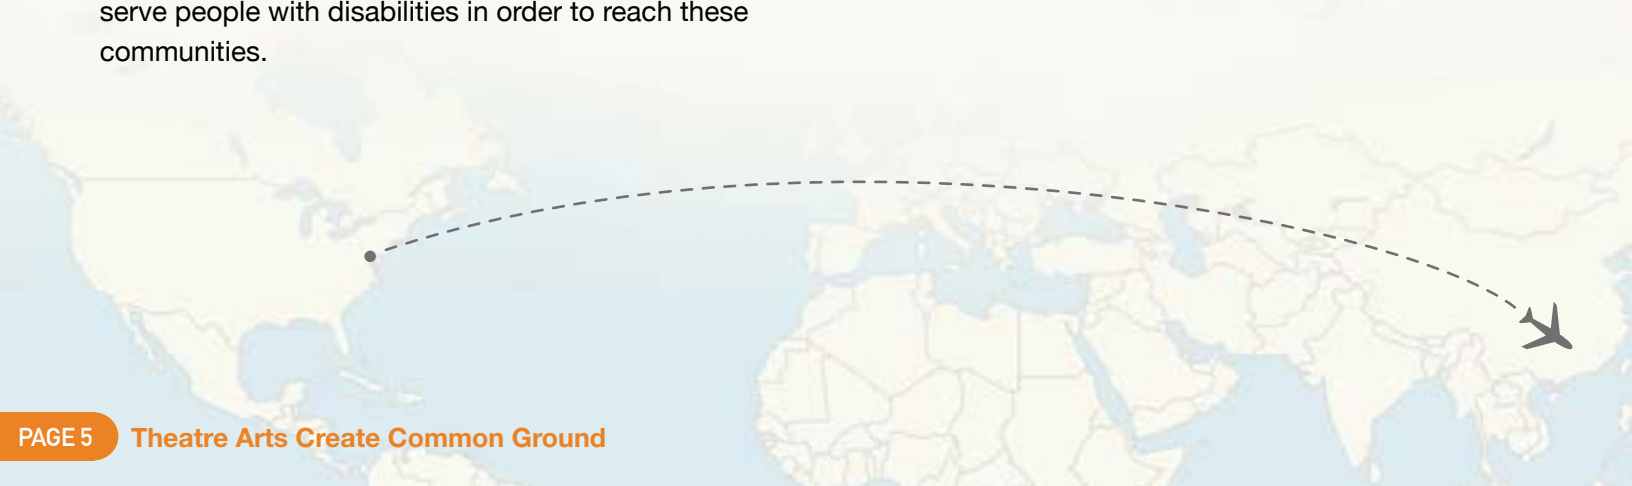 serve people with disabilities in order to reach these
communities.
PAGE 5 Theatre Arts Create Common Ground